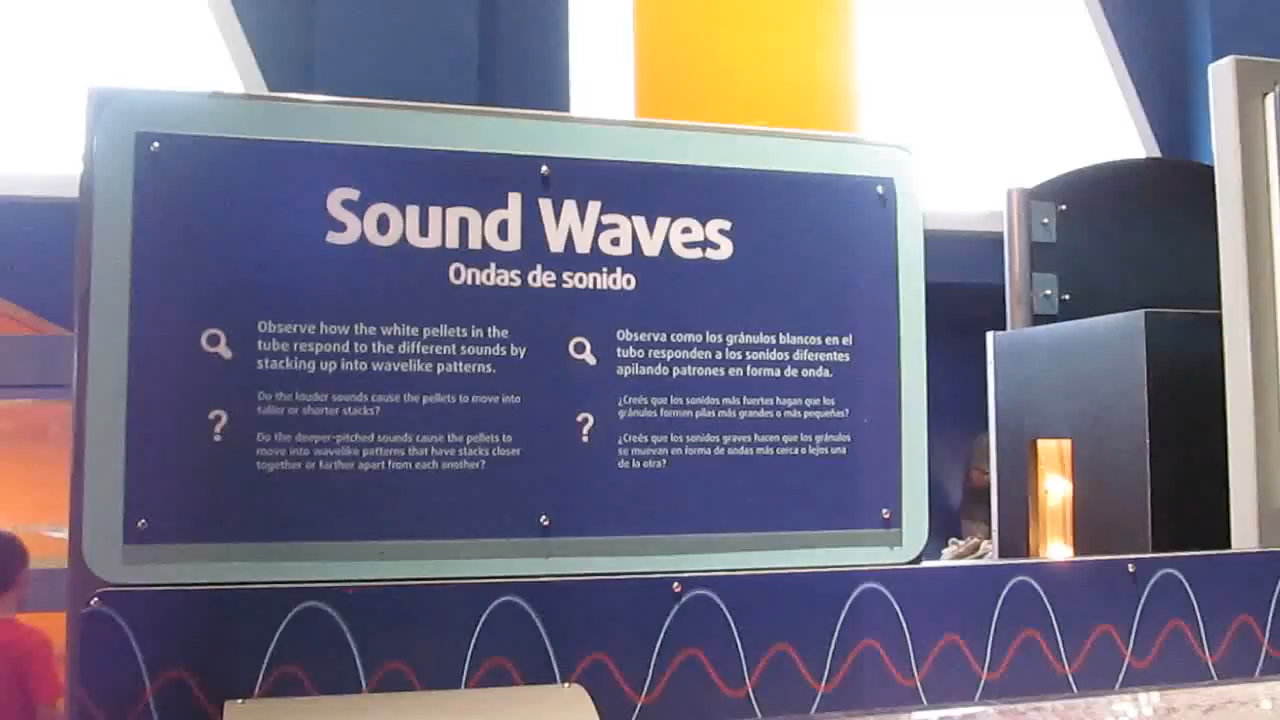 Sound Waves
Ondas de sonido
Observe how the white pellets in the
tube respond to the different sounds by
stacking up into wavelike patterns.
Do the louder sounds cause the pellets to move into
taller or shorter stacks?
Do the deeper-pitched sounds cause the pellets to
move into wavelike patterns that have stacks closer
together or farther apart from each another?
Observa como los gránulos blancos en el
tubo responden a los sonidos diferentes
apilando patrones en forma de onda.
¿Creés que los sonidos más fuertes hagan que los
gránulos formen pilas más grandes o más pequeñas?
¿Creés que los sonidos graves hacen que los gránulos
se muevan en forma de ondas más cerca o lejos una
de la otra?